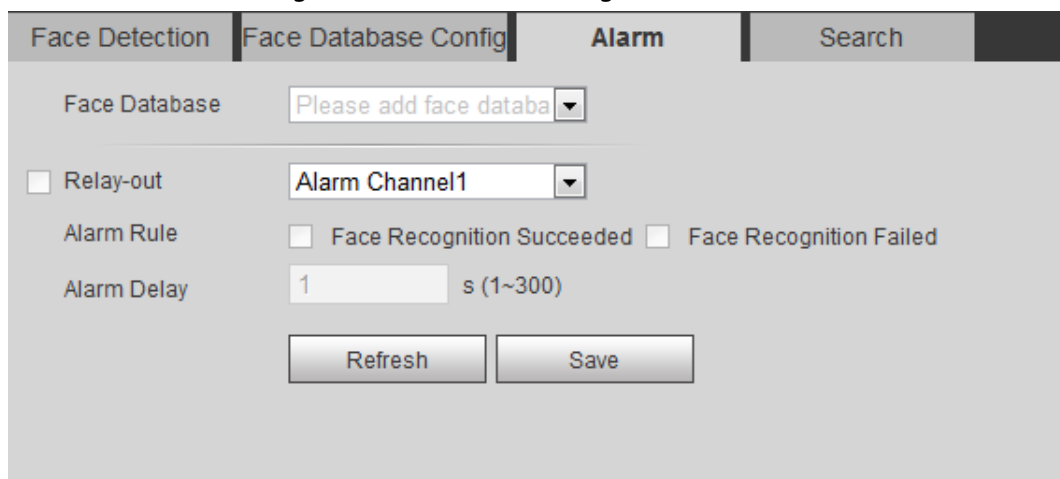 Face Detection Face Database Config Alarm Search
Face Database Please add face databa
Relay-out Alarm Channel1
Alarm Rule Face Recognition Succeeded Face Recognition Failed
Alarm Delay 1 s (1~300)
Refresh Save